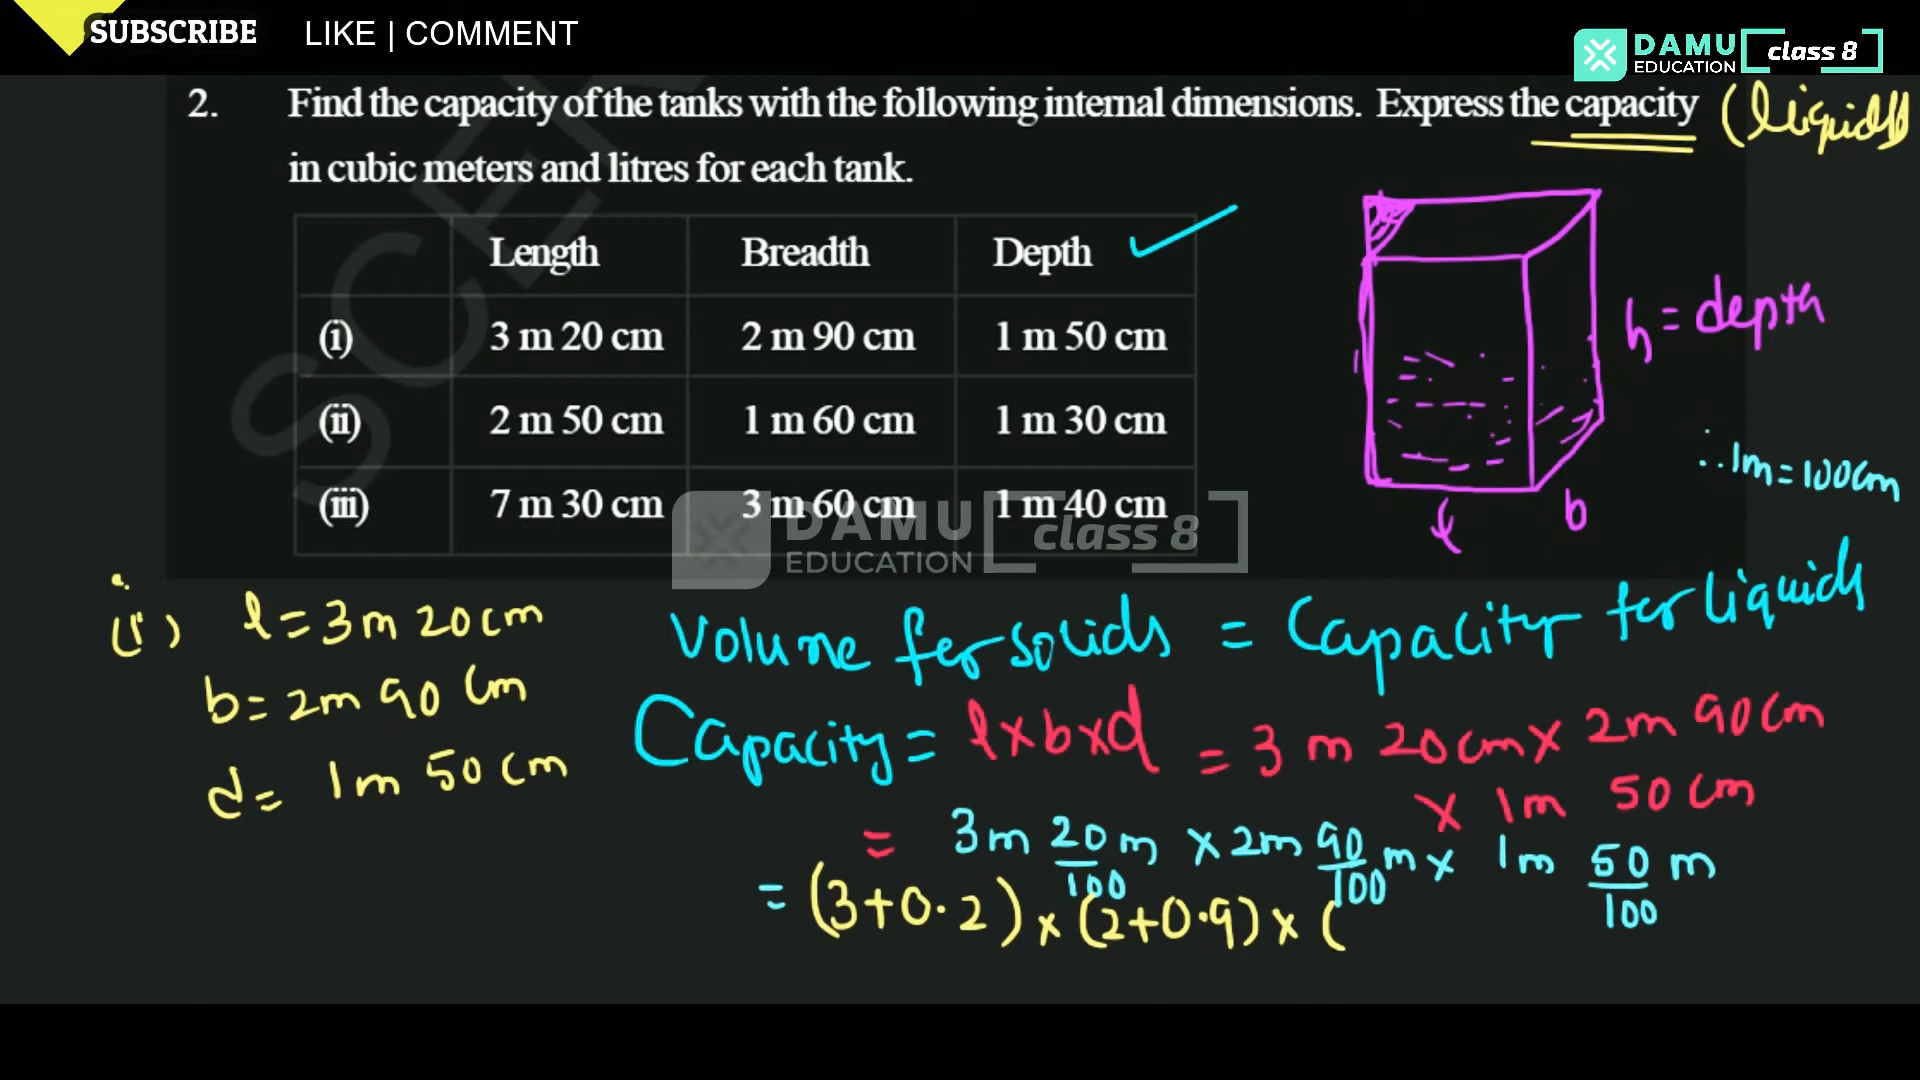 SUBSCRIBE LIKE | COMMENT
DAMU EDUCATION class 8
2. Find the capacity of the tanks with the following internal dimensions. Express the capacity (liquids
in cubic meters and litres for each tank.
Length Breadth Depth ✓
(i) 3 m 20 cm 2 m 90 cm 1 m 50 cm
(ii) 2 m 50 cm 1 m 60 cm 1 m 30 cm
(iii) 7 m 30 cm 3 m 60 cm 1 m 40 cm
h = depth
∴ 1m = 100cm
b
SCER
DAMU EDUCATION class 8
(i) l = 3m 20cm
b = 2m 90 cm
d = 1m 50 cm
Volume for solids = Capacity for liquids
Capacity = l×b×d = 3 m 20cm × 2m 90cm
× 1m 50 cm
= 3m 20/100 m × 2m 90/100 m × 1m 50/100 m
= (3+0.2) × (2+0.9) × (